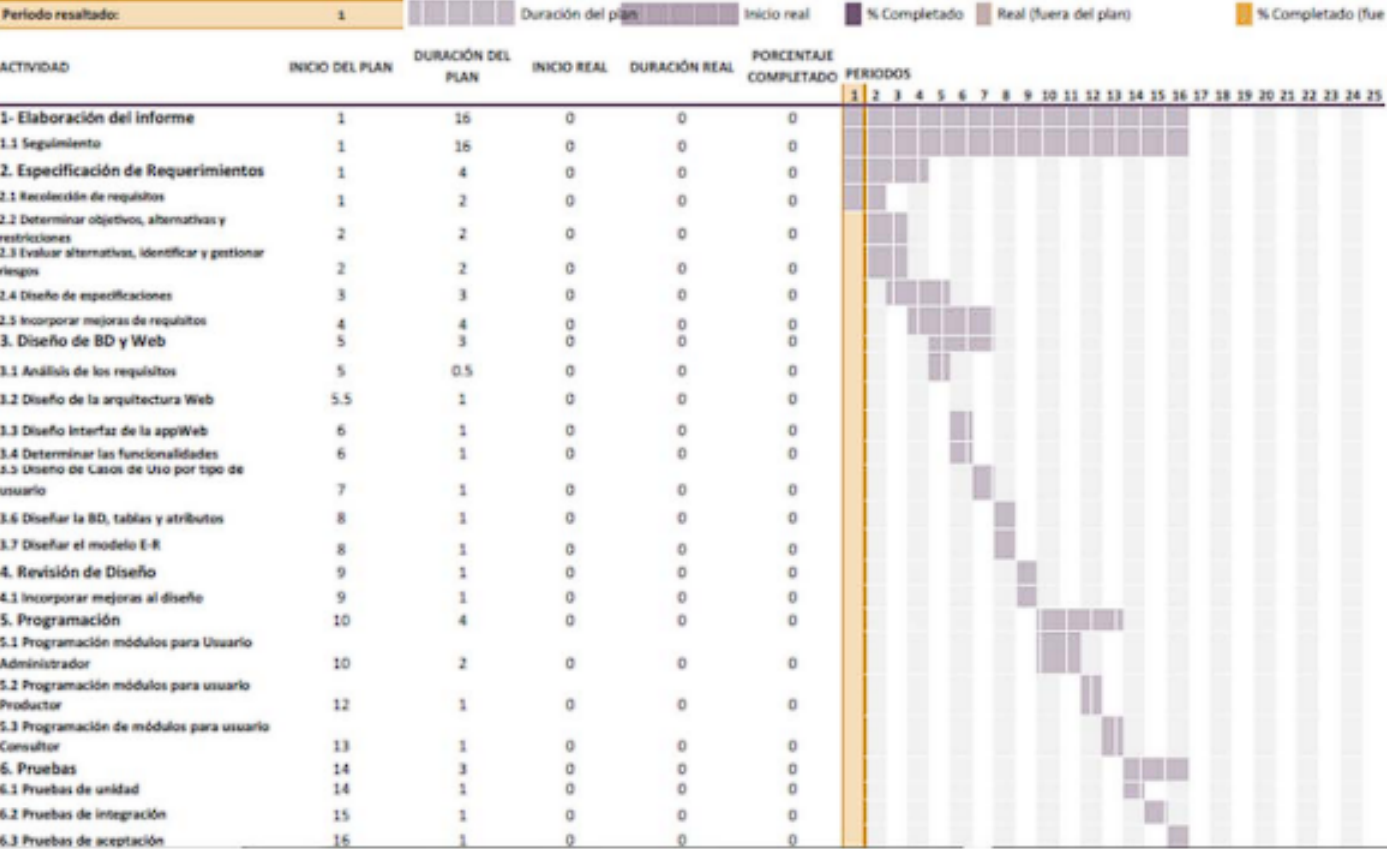 Periodo resaltado: 1 Duración del plan Inicio real % Completado Real (fuera del plan) % Completado (fue
ACTIVIDAD INICIO DEL PLAN DURACIÓN DEL PLAN INICIO REAL DURACIÓN REAL PORCENTAJE COMPLETADO PERIODOS
1 2 3 4 5 6 7 8 9 10 11 12 13 14 15 16 17 18 19 20 21 22 23 24 25
1- Elaboración del informe 1 16 0 0 0
1.1 Seguimiento 1 16 0 0 0
2. Especificación de Requerimientos 1 4 0 0 0
2.1 Recolección de requisitos 1 2 0 0 0
2.2 Determinar objetivos, alternativas y
restricciones 2 2 0 0 0
2.3 Evaluar alternativas, identificar y gestionar
riesgos 2 2 0 0 0
2.4 Diseño de especificaciones 3 3 0 0 0
2.5 Incorporar mejoras de requisitos 4 4 0 0 0
3. Diseño de BD y Web 5 3 0 0 0
3.1 Análisis de los requisitos 5 0.5 0 0 0
3.2 Diseño de la arquitectura Web 5.5 1 0 0 0
3.3 Diseño Interfaz de la appWeb 6 1 0 0 0
3.4 Determinar las funcionalidades 6 1 0 0 0
3.5 Diseño de Casos de Uso por tipo de
usuario 7 1 0 0 0
3.6 Diseñar la BD, tablas y atributos 8 1 0 0 0
3.7 Diseñar el modelo E-R 8 1 0 0 0
4. Revisión de Diseño 9 1 0 0 0
4.1 Incorporar mejoras al diseño 9 1 0 0 0
5. Programación 10 4 0 0 0
5.1 Programación módulos para Usuario
Administrador 10 2 0 0 0
5.2 Programación módulos para usuario
Productor 12 1 0 0 0
5.3 Programación de módulos para usuario
Consultor 13 1 0 0 0
6. Pruebas 14 3 0 0 0
6.1 Pruebas de unidad 14 1 0 0 0
6.2 Pruebas de integración 15 1 0 0 0
6.3 Pruebas de aceptación 16 1 0 0 0